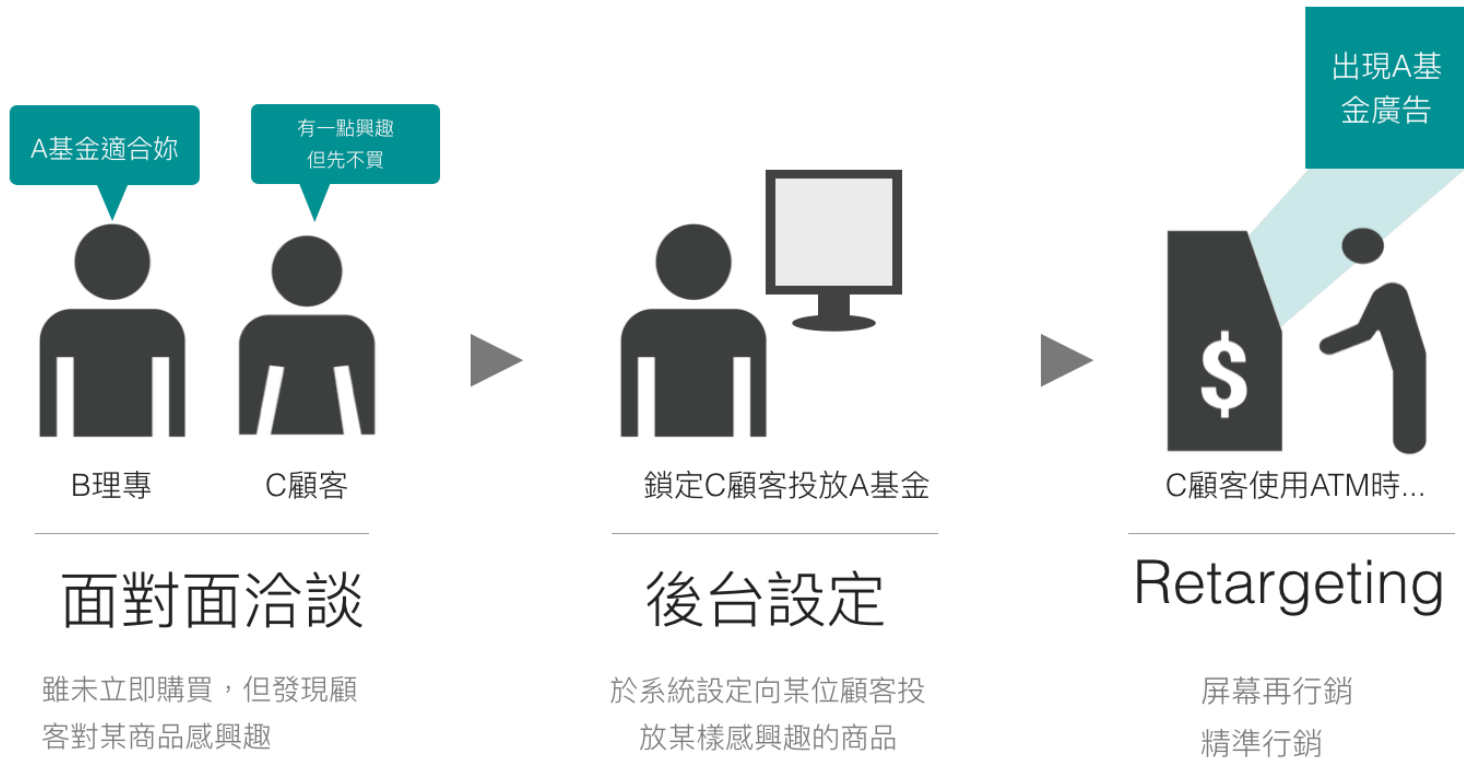 A基金適合妳
有一點興趣
但先不買
B理專
C顧客
面對面洽談
雖未立即購買，但發現顧
客對某商品感興趣
鎖定C顧客投放A基金
後台設定
於系統設定向某位顧客投
放某樣感興趣的商品
出現A基
金廣告
$
C顧客使用ATM時...
Retargeting
屏幕再行銷
精準行銷